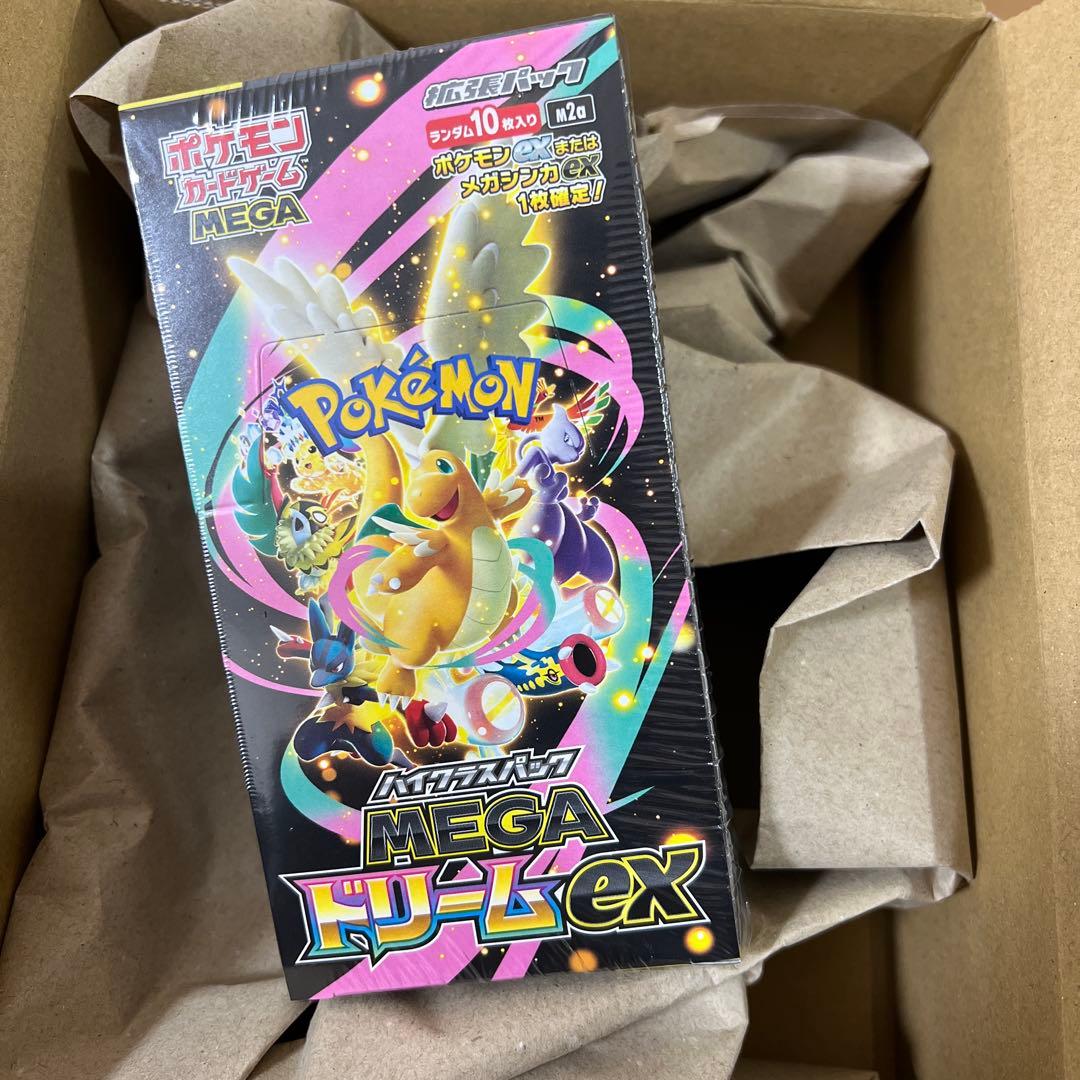 ポケモン
カードゲーム™
MEGA
拡張パック
ランダム10枚入り
M2a
ポケモンexまたは
メガシンカex
1枚確定!
POKéMON
TM
ハイクラスパック
MEGA
ドリームex